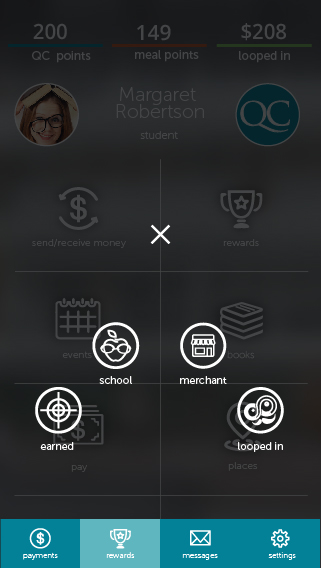 200 149 $208
QC points meal points looped in
Margaret
Robertson
student
QC
send/receive money rewards
events books
school merchant
earned looped in
pay places
payments rewards messages settings